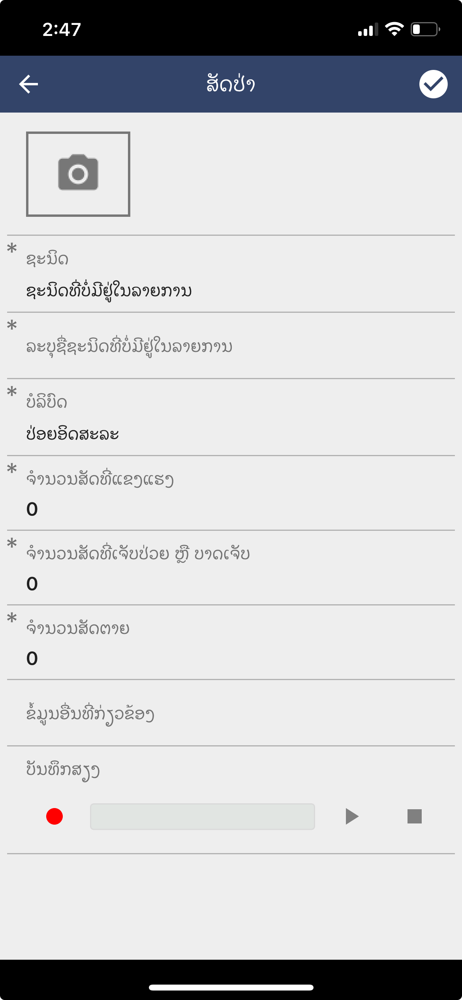 2:47
ສັດປ່າ
*
ຊະນິດ
ຊະນິດທີ່ບໍ່ມີຢູ່ໃນລາຍການ
*
ລະບຸຊື່ຊະນິດທີ່ບໍ່ມີຢູ່ໃນລາຍການ
*
ບໍລິບົດ
ປ່ອຍອິດສະລະ
*
ຈຳນວນສັດທີ່ແຂງແຮງ
0
*
ຈຳນວນສັດທີ່ເຈັບປ່ວຍ ຫຼື ບາດເຈັບ
0
*
ຈຳນວນສັດຕາຍ
0
ຂໍ້ມູນອື່ນທີ່ກ່ຽວຂ້ອງ
ບັນທຶກສຽງ